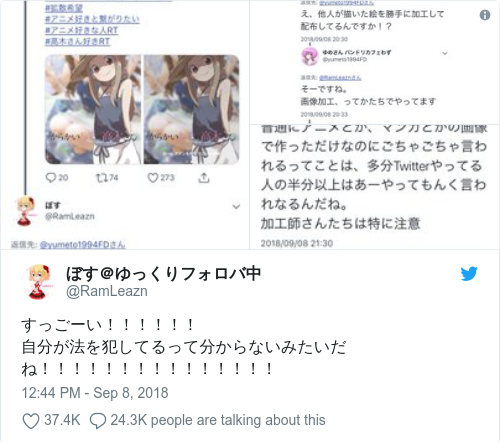 #拡散希望
#アニメ好きと繋がりたい
#アニメ好きな人RT
#高木さん好きRT
からかい
20 74 273
ぼす
@RamLeazn
返信先: @yumeto1994FDさん
返信先: @yumeto1994FDさん
え、他人が描いた絵を勝手に加工して
配布してるんですか！？
2018/09/08 20:30
ゆめさん バンドリカフェわず
@yumeto1994FD
返信先: @RamLeaznさん
そーですね。
画像加工、ってかたちでやってます
2018/09/08 20:33
普通にアニメとか、マンガとかの画像
で作っただけなのにごちゃごちゃ言わ
れるってことは、多分Twitterやってる
人の半分以上はあーやってもんく言わ
れなるんだね。
加工師さんたちは特に注意
2018/09/08 21:30
ぼす＠ゆっくりフォロバ中
@RamLeazn
すっごーい！！！！！！
自分が法を犯してるって分からないみたいだ
ね！！！！！！！！！！！！！！！
12:44 PM - Sep 8, 2018
37.4K 24.3K people are talking about this